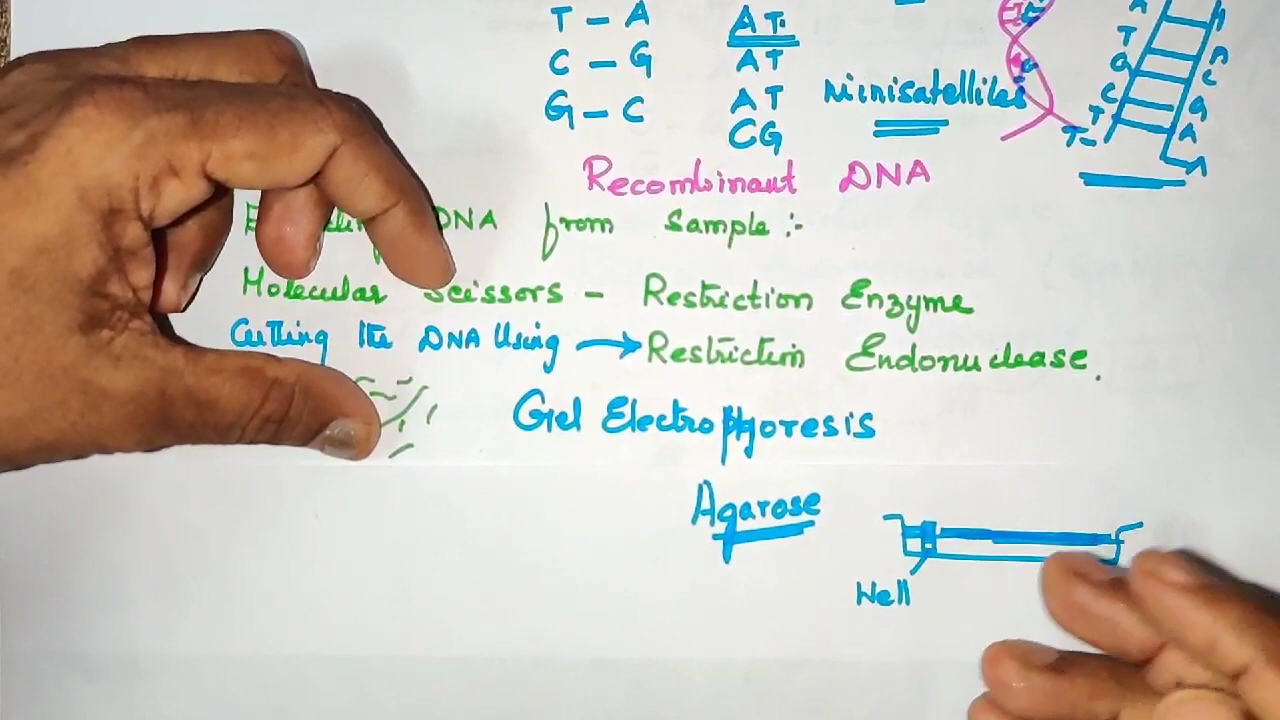 T - A
C - G
G - C
AT
AT
AT
CG
Minisatellites
A
T
G
C
T
T-
A
C
G
A
A
Recombinant DNA
DNA from Sample :-
Molecular Scissors - Restriction Enzyme
Cutting the DNA Using → Restriction Endonuclease.
Gel Electrophoresis
Agarose
Well